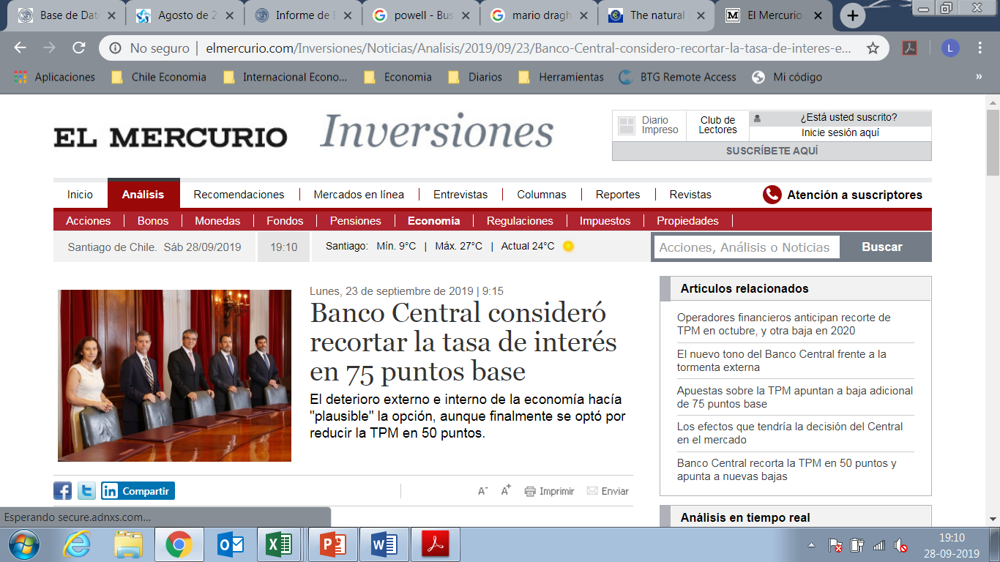 Base de Dat
Agosto de 2
Informe de E
powell - Bus
mario dragh
The natural
El Mercurio
No seguro | elmercurio.com/Inversiones/Noticias/Analisis/2019/09/23/Banco-Central-considero-recortar-la-tasa-de-interes-e...
L
Aplicaciones
Chile Economia
Internacional Econo...
Economia
Diarios
Herramientas
BTG Remote Access
Mi código
»
EL MERCURIO
Inversiones
Diario
Impreso
Club de
Lectores
¿Está usted suscrito?
Inicie sesión aquí
SUSCRÍBETE AQUÍ
Inicio
Análisis
Recomendaciones
Mercados en línea
Entrevistas
Columnas
Reportes
Revistas
Atención a suscriptores
Acciones
Bonos
Monedas
Fondos
Pensiones
Economía
Regulaciones
Impuestos
Propiedades
Santiago de Chile. Sáb 28/09/2019
19:10
Santiago: Mín. 9°C | Máx. 27°C | Actual 24°C
Acciones, Análisis o Noticias
Buscar
Lunes, 23 de septiembre de 2019 | 9:15
Banco Central consideró
recortar la tasa de interés
en 75 puntos base
El deterioro externo e interno de la economía hacía
"plausible" la opción, aunque finalmente se optó por
reducir la TPM en 50 puntos.
Artículos relacionados
Operadores financieros anticipan recorte de
TPM en octubre, y otra baja en 2020
El nuevo tono del Banco Central frente a la
tormenta externa
Apuestas sobre la TPM apuntan a baja adicional
de 75 puntos base
Los efectos que tendría la decisión del Central
en el mercado
Banco Central recorta la TPM en 50 puntos y
apunta a nuevas bajas
Compartir
A-
A+
Imprimir
Enviar
Análisis en tiempo real
Esperando secure.adnxs.com...
19:10
28-09-2019